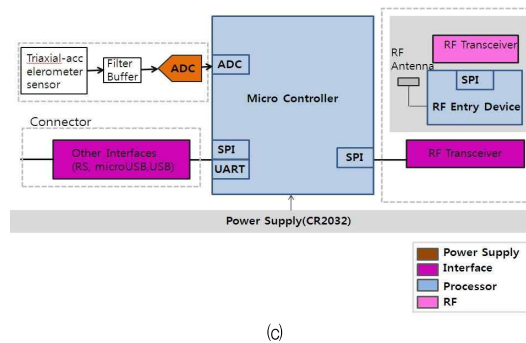 Triaxial-acc
elerometer
sensor
Filter
Buffer
ADC
ADC
Micro Controller
RF Transceiver
RF
Antenna
SPI
RF Entry Device
Connector
Other Interfaces
(RS, microUSB,USB)
SPI
UART
SPI
RF Transceiver
Power Supply(CR2032)
Power Supply
Interface
Processor
RF
(c)